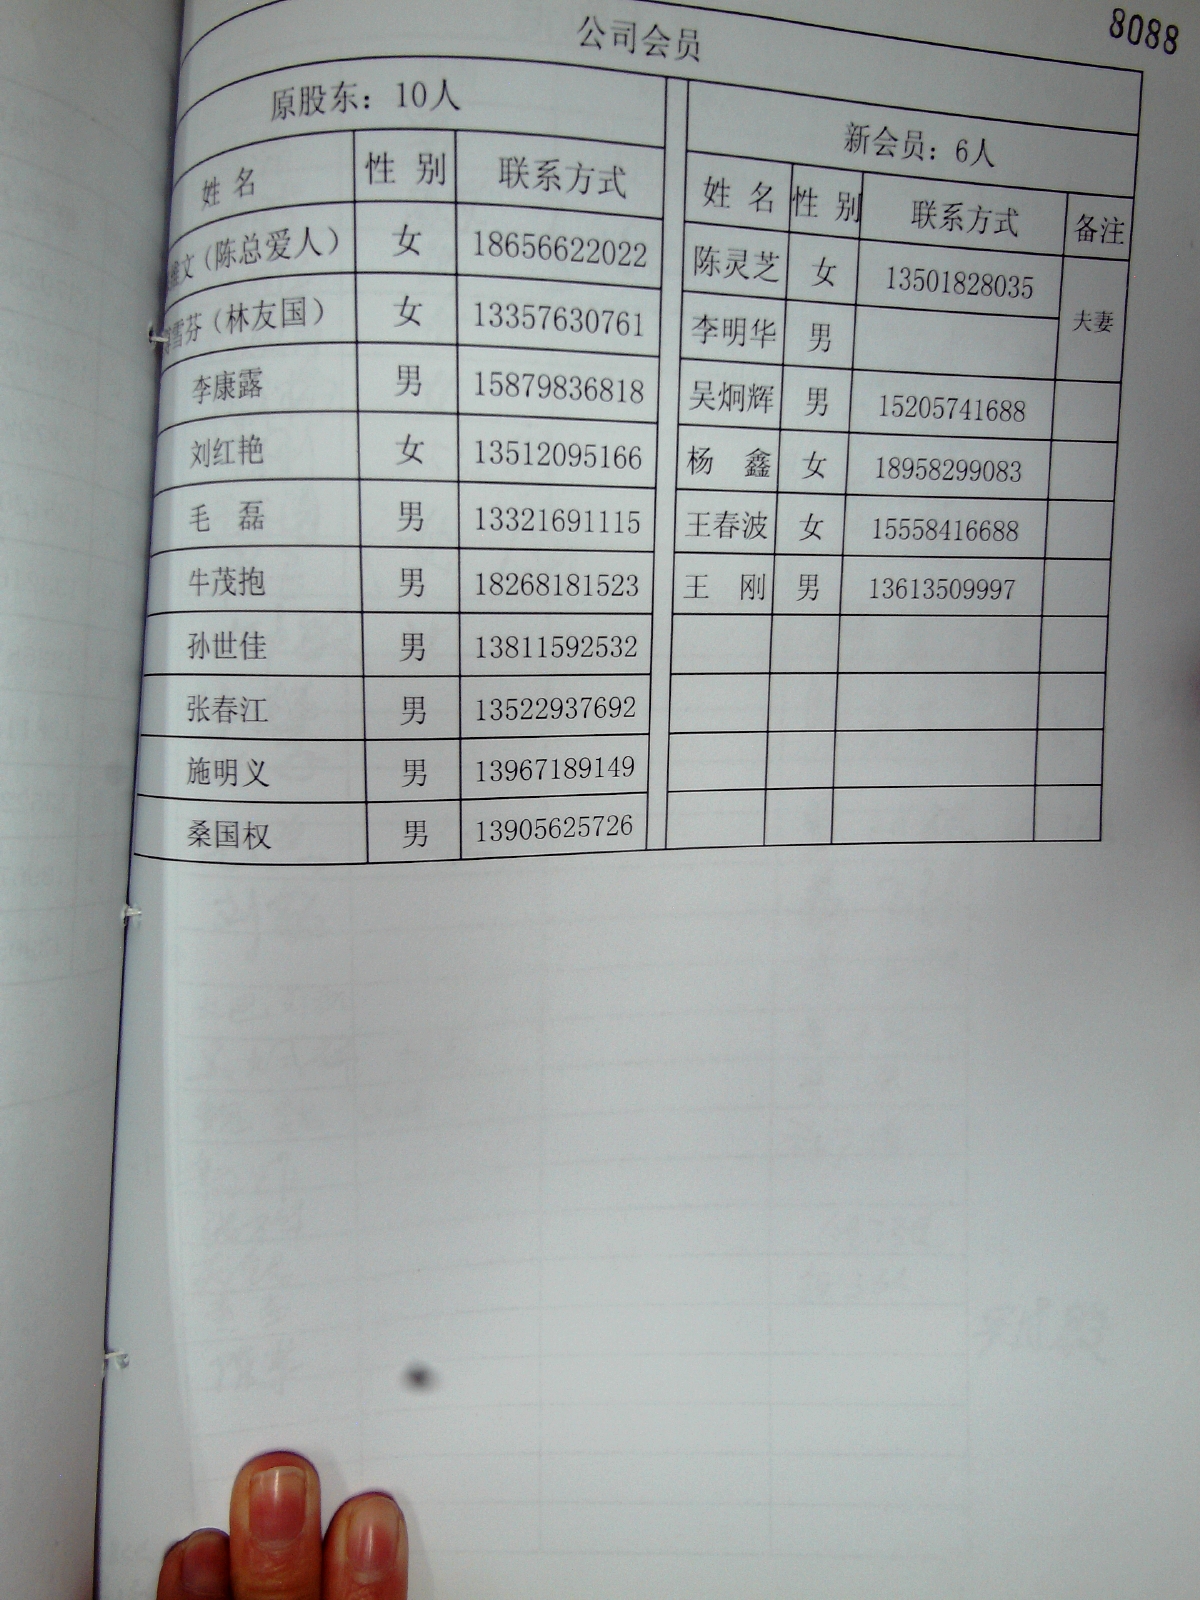 8088
公司会员
原股东：10人
姓名 性别 联系方式
维文（陈总爱人） 女 18656622022
雪芬（林友国） 女 13357630761
李康露 男 15879836818
刘红艳 女 13512095166
毛磊 男 13321691115
牛茂抱 男 18268181523
孙世佳 男 13811592532
张春江 男 13522937692
施明义 男 13967189149
桑国权 男 13905625726
新会员：6人
姓名 性别 联系方式 备注
陈灵芝 女 13501828035 夫妻
李明华 男
吴炯辉 男 15205741688
杨鑫 女 18958299083
王春波 女 15558416688
王刚 男 13613509997